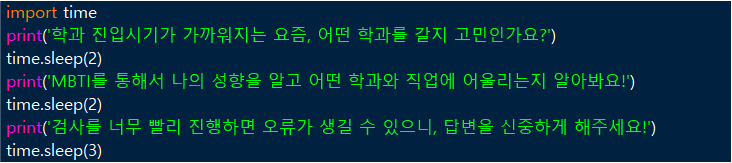 import time
print('학과 진입시기가 가까워지는 요즘, 어떤 학과를 갈지 고민인가요?')
time.sleep(2)
print('MBTI를 통해서 나의 성향을 알고 어떤 학과와 직업에 어울리는지 알아봐요!')
time.sleep(2)
print('검사를 너무 빨리 진행하면 오류가 생길 수 있으니, 답변을 신중하게 해주세요!')
time.sleep(3)